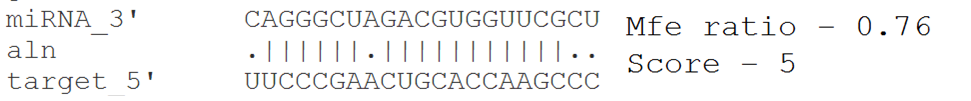 miRNA_3' CAGGGCUAGACGUGGUUCGCU Mfe ratio – 0.76
aln .||||||.|||||||||||..
target_5' UUCCCGAACUGCACCAAGCCC Score – 5